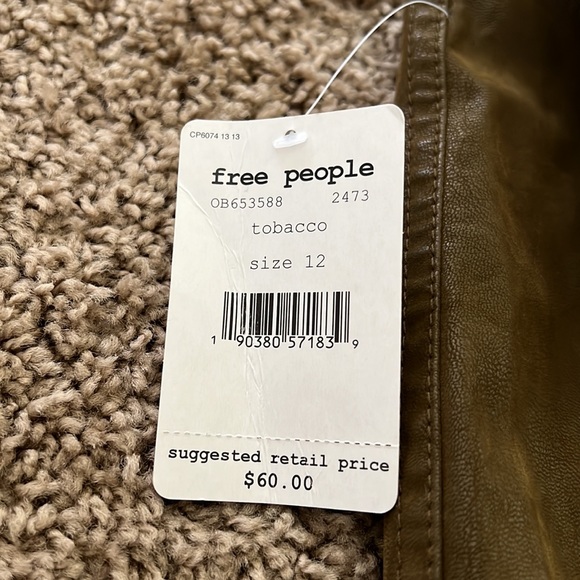 CP6074 13 13
free people
OB653588 2473
tobacco
size 12
1 90380 57183 9
suggested retail price
$60.00